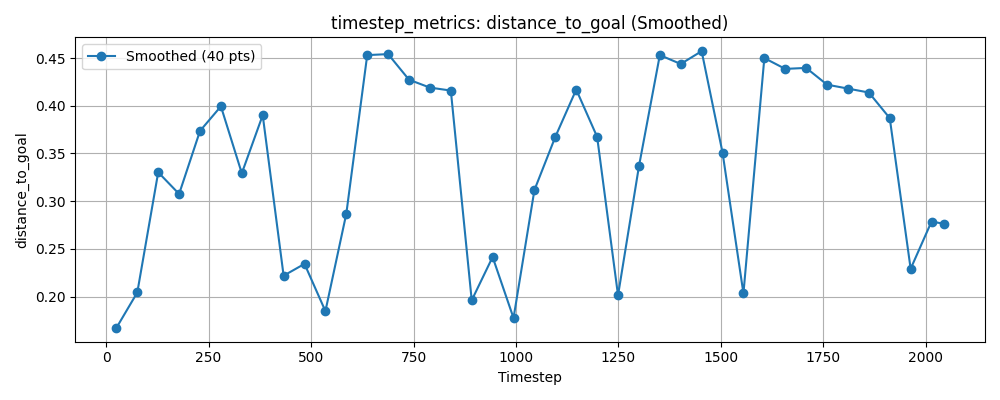 timestep_metrics: distance_to_goal (Smoothed)
Smoothed (40 pts)
distance_to_goal
0.45
0.40
0.35
0.30
0.25
0.20
0 250 500 750 1000 1250 1500 1750 2000
Timestep